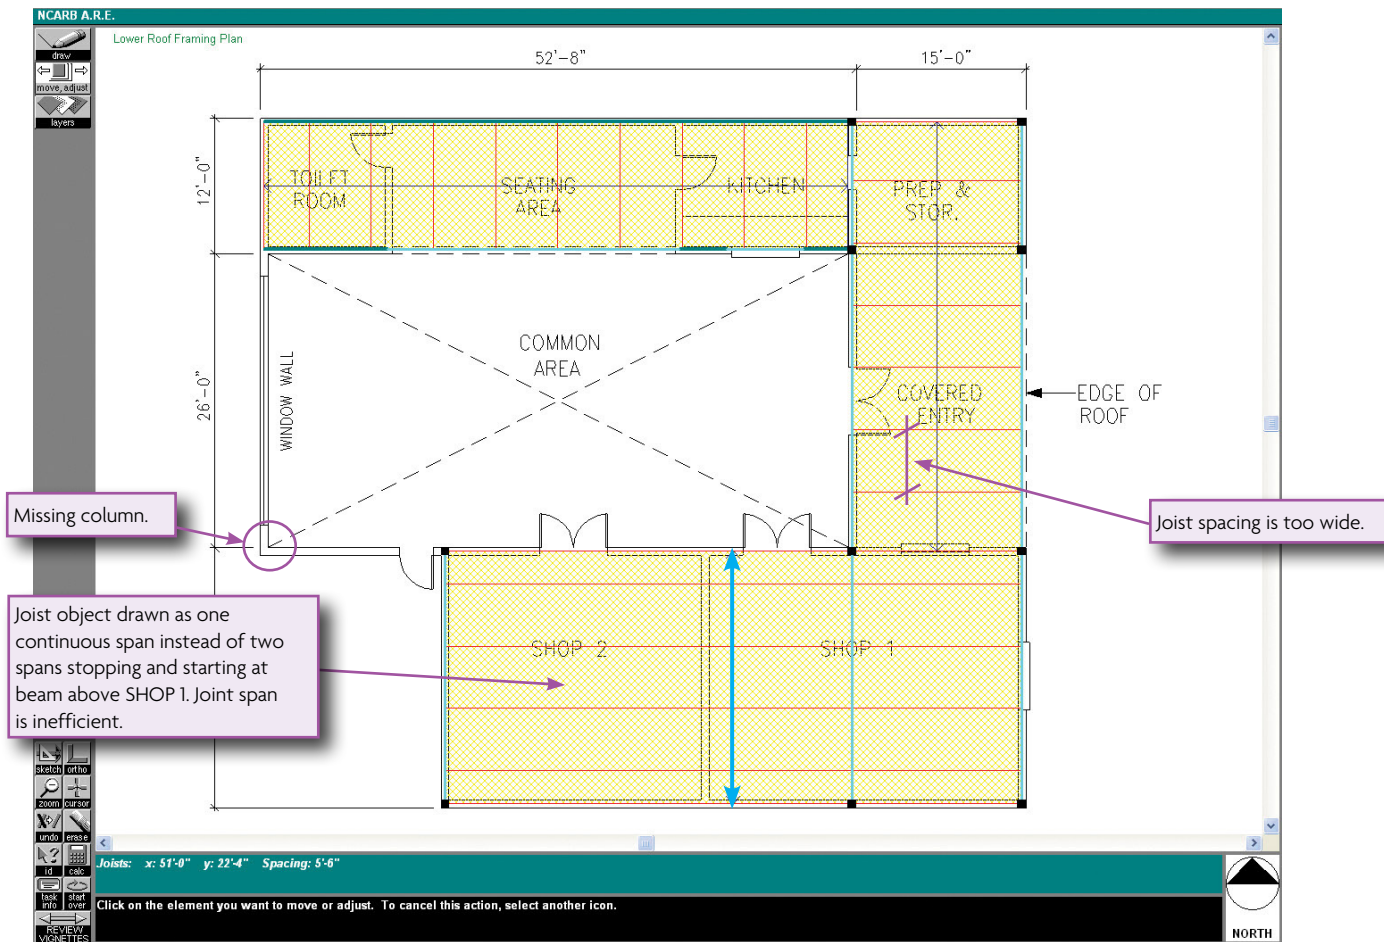 NCARB A.R.E.
draw
move, adjust
layers
Lower Roof Framing Plan
52'-8"
15'-0"
12'-0"
TOILET
ROOM
SEATING
AREA
KITCHEN
PREP &
STOR.
26'-0"
WINDOW WALL
COMMON
AREA
COVERED
ENTRY
EDGE OF
ROOF
Missing column.
Joist spacing is too wide.
Joist object drawn as one
continuous span instead of two
spans stopping and starting at
beam above SHOP 1. Joint span
is inefficient.
SHOP 2
SHOP 1
sketch ortho
zoom cursor
undo erase
id calc
task info
start over
REVIEW
VIGNETTES
Joists: x: 51'-0" y: 22'-4" Spacing: 5'-6"
Click on the element you want to move or adjust. To cancel this action, select another icon.
NORTH